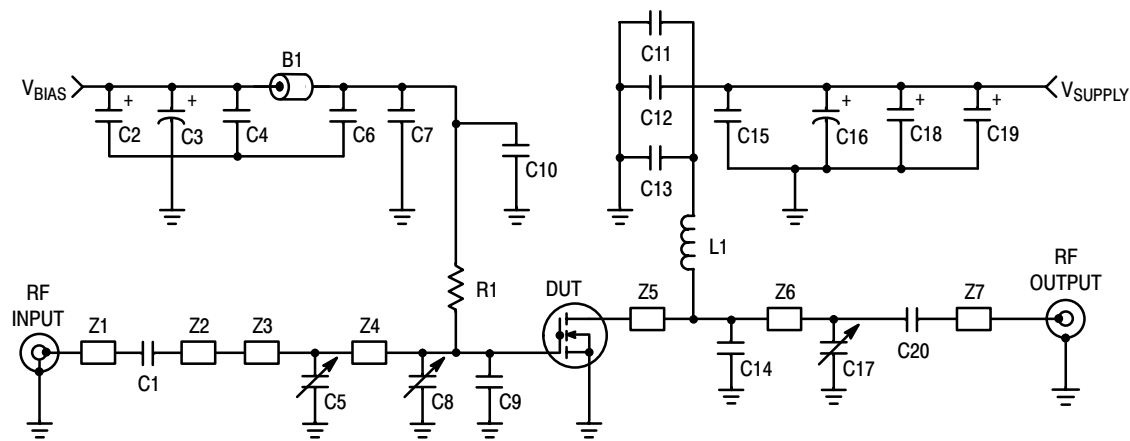 C11
B1
V_BIAS
+
+
C2
C3
C4
C6
C7
C10
C12
C13
V_SUPPLY
+
+
+
C15
C16
C18
C19
L1
R1
RF
INPUT
Z1
C1
Z2
Z3
C5
Z4
C8
C9
DUT
Z5
C14
Z6
C17
C20
Z7
RF
OUTPUT